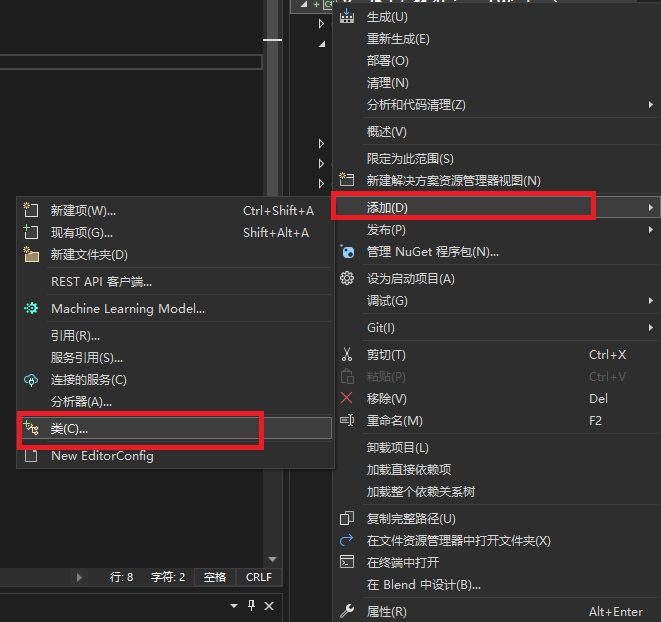 生成(U)
重新生成(E)
部署(O)
清理(N)
分析和代码清理(Z)
概述(V)
限定为此范围(S)
新建解决方案资源管理器视图(N)
添加(D)
发布(P)
管理 NuGet 程序包(N)...
设为启动项目(A)
调试(G)
Git(I)
剪切(T) Ctrl+X
粘贴(P) Ctrl+V
移除(V) Del
重命名(M) F2
卸载项目(L)
加载直接依赖项
加载整个依赖关系树
复制完整路径(U)
在文件资源管理器中打开文件夹(X)
在终端中打开
在 Blend 中设计(B)...
属性(R) Alt+Enter
新建项(W)... Ctrl+Shift+A
现有项(G)... Shift+Alt+A
新建文件夹(D)
REST API 客户端...
Machine Learning Model...
引用(R)...
服务引用(S)...
连接的服务(C)
分析器(A)...
类(C)...
New EditorConfig
行: 8 字符: 2 空格 CRLF